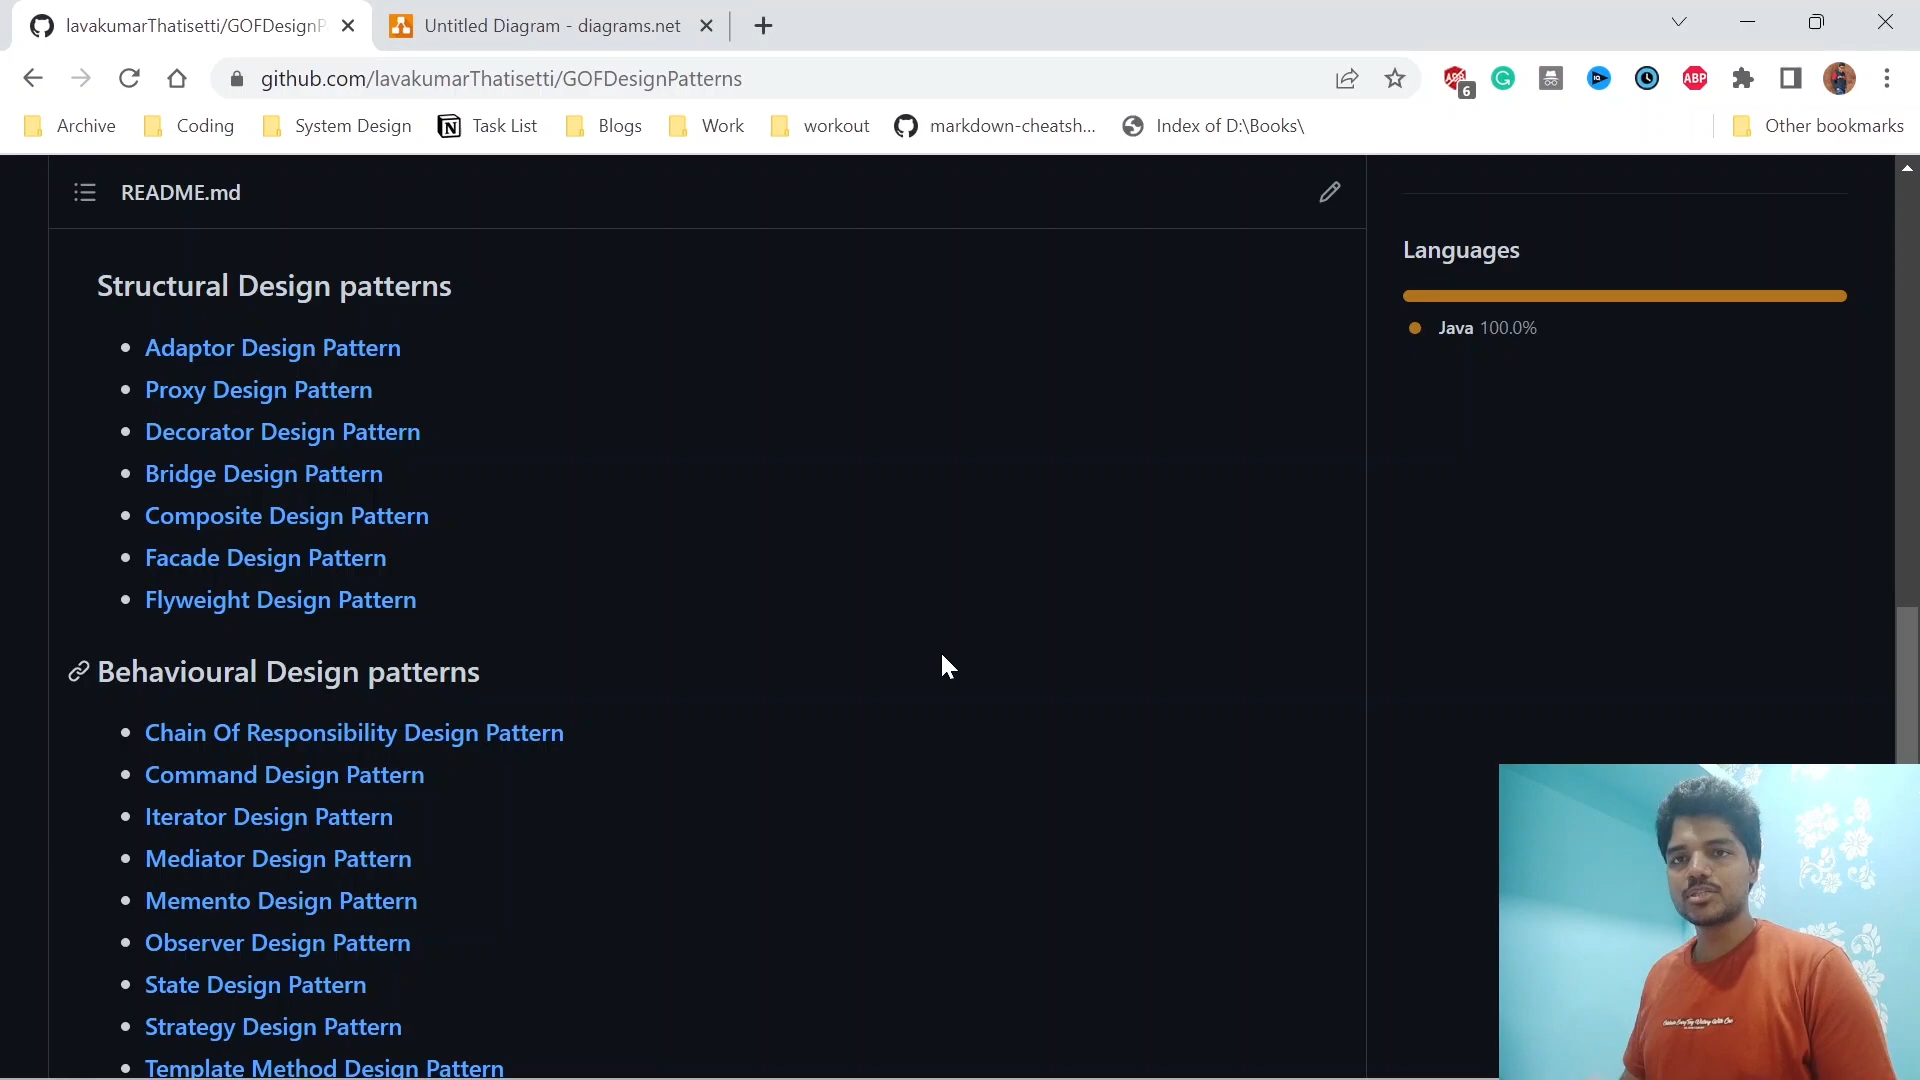 lavakumarThatisetti/GOFDesignP
Untitled Diagram - diagrams.net
github.com/lavakumarThatisetti/GOFDesignPatterns
6
ABP
Archive
Coding
System Design
Task List
Blogs
Work
workout
markdown-cheatsh...
Index of D:\Books\
Other bookmarks
README.md
Structural Design patterns
Adaptor Design Pattern
Proxy Design Pattern
Decorator Design Pattern
Bridge Design Pattern
Composite Design Pattern
Facade Design Pattern
Flyweight Design Pattern
Behavioural Design patterns
Chain Of Responsibility Design Pattern
Command Design Pattern
Iterator Design Pattern
Mediator Design Pattern
Memento Design Pattern
Observer Design Pattern
State Design Pattern
Strategy Design Pattern
Template Method Design Pattern
Languages
Java 100.0%